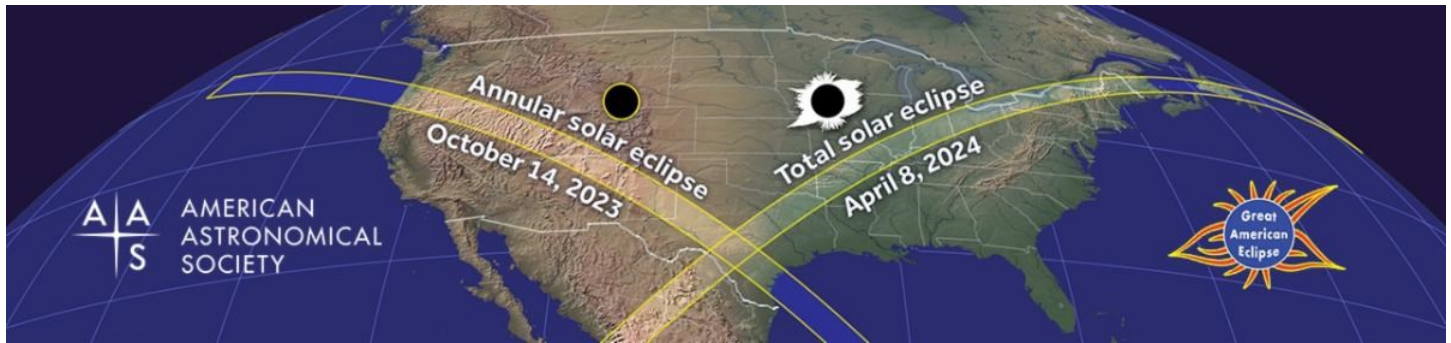 Annular solar eclipse
October 14, 2023
Total solar eclipse
April 8, 2024
A A
S
AMERICAN
ASTRONOMICAL
SOCIETY
Great
American
Eclipse